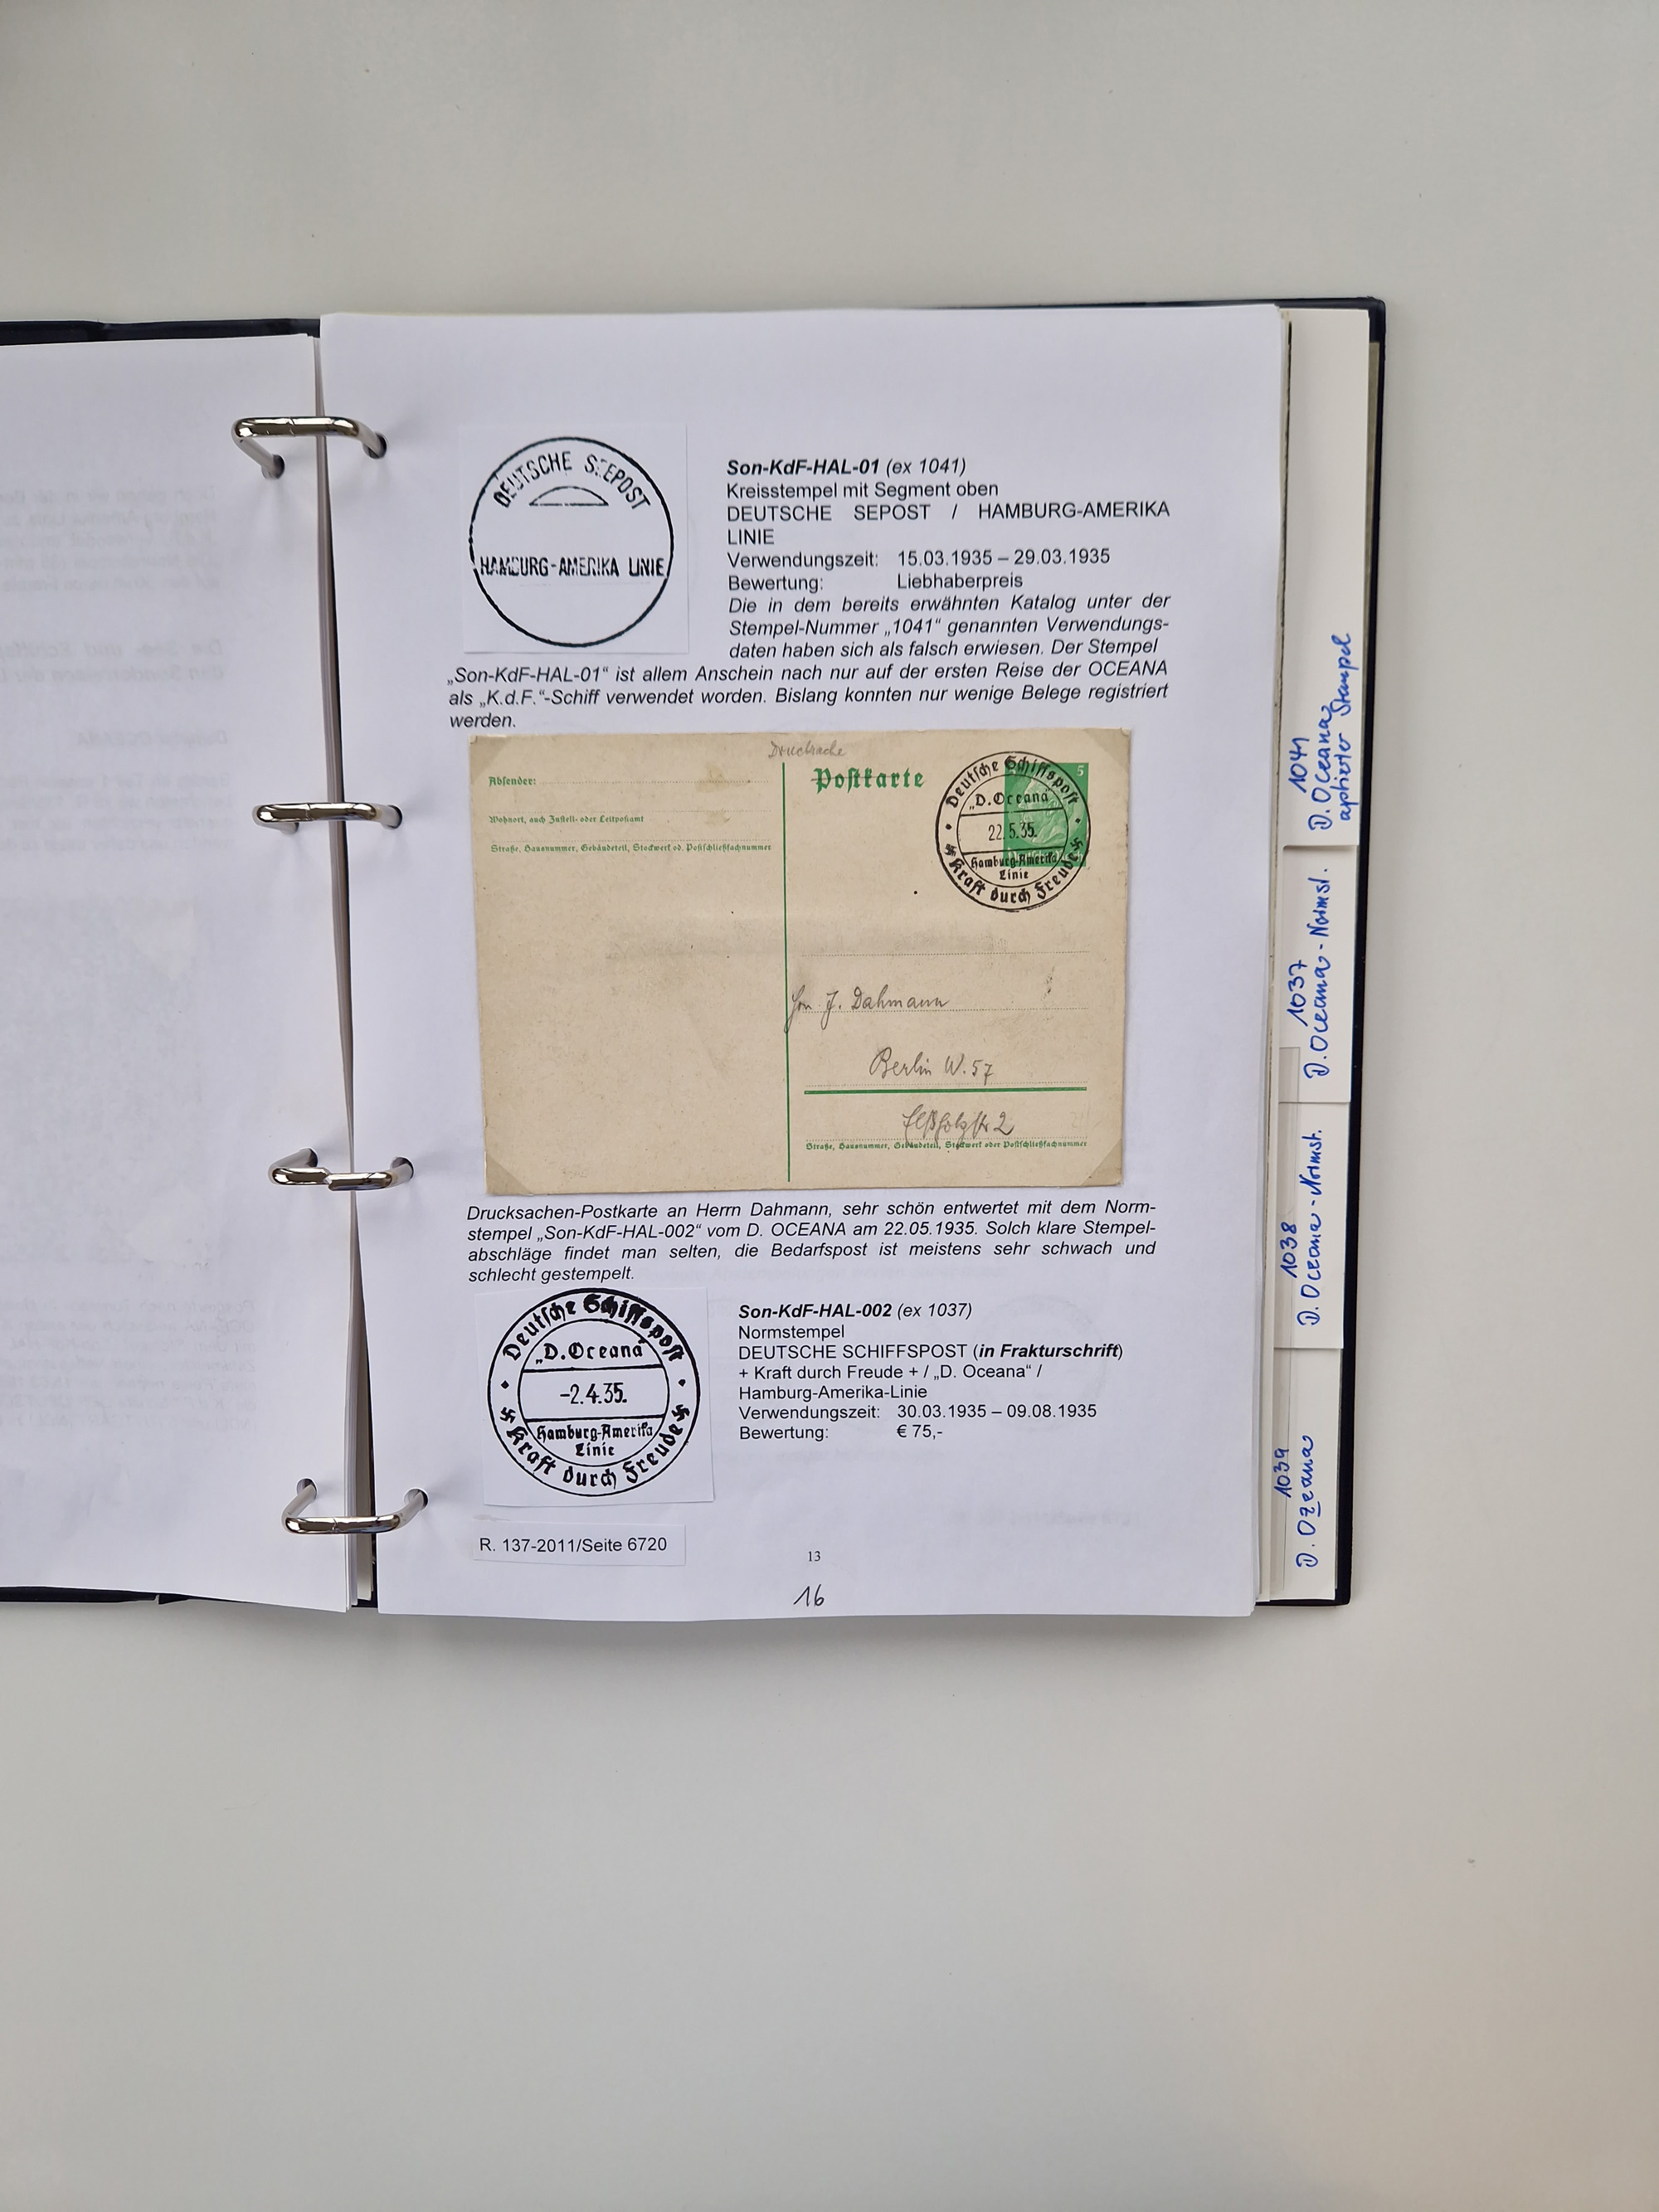 DEUTSCHE SEEPOST
HAMBURG-AMERIKA LINIE
Son-KdF-HAL-01 (ex 1041)
Kreisstempel mit Segment oben
DEUTSCHE SEPOST / HAMBURG-AMERIKA
LINIE
Verwendungszeit: 15.03.1935 – 29.03.1935
Bewertung: Liebhaberpreis
Die in dem bereits erwähnten Katalog unter der
Stempel-Nummer „1041“ genannten Verwendungs-
daten haben sich als falsch erwiesen. Der Stempel
„Son-KdF-HAL-01“ ist allem Anschein nach nur auf der ersten Reise der OCEANA
als „K.d.F.“-Schiff verwendet worden. Bislang konnten nur wenige Belege registriert
werden.
Drucksache
Absender:
Wohnort, auch Zustell- oder Leitpostamt
Straße, Hausnummer, Gebäudeteil, Stockwerk od. Postschließfachnummer
Postkarte
5
Deutsche Schiffspost
„D. Oceana“
22.5.35.
Hamburg-Amerika
Linie
Kraft durch Freude
J. Dahmann
Berlin W. 57
Straße, Hausnummer, Gebäudeteil, Stockwerk oder Postschließfachnummer
Drucksachen-Postkarte an Herrn Dahmann, sehr schön entwertet mit dem Norm-
stempel „Son-KdF-HAL-002“ vom D. OCEANA am 22.05.1935. Solch klare Stempel-
abschläge findet man selten, die Bedarfspost ist meistens sehr schwach und
schlecht gestempelt.
Deutsche Schiffspost
„D. Oceana“
-2.4.35.
Hamburg-Amerika
Linie
Kraft durch Freude
Son-KdF-HAL-002 (ex 1037)
Normstempel
DEUTSCHE SCHIFFSPOST (in Frakturschrift)
+ Kraft durch Freude + / „D. Oceana“ /
Hamburg-Amerika-Linie
Verwendungszeit: 30.03.1935 – 09.08.1935
Bewertung: € 75,-
R. 137-2011/Seite 6720
13
16
1041
D. Oceana
aptierter Stempel
1037
D. Oceana - Normst.
1038
D. Oceana - Normst.
1039
D. Ozeana